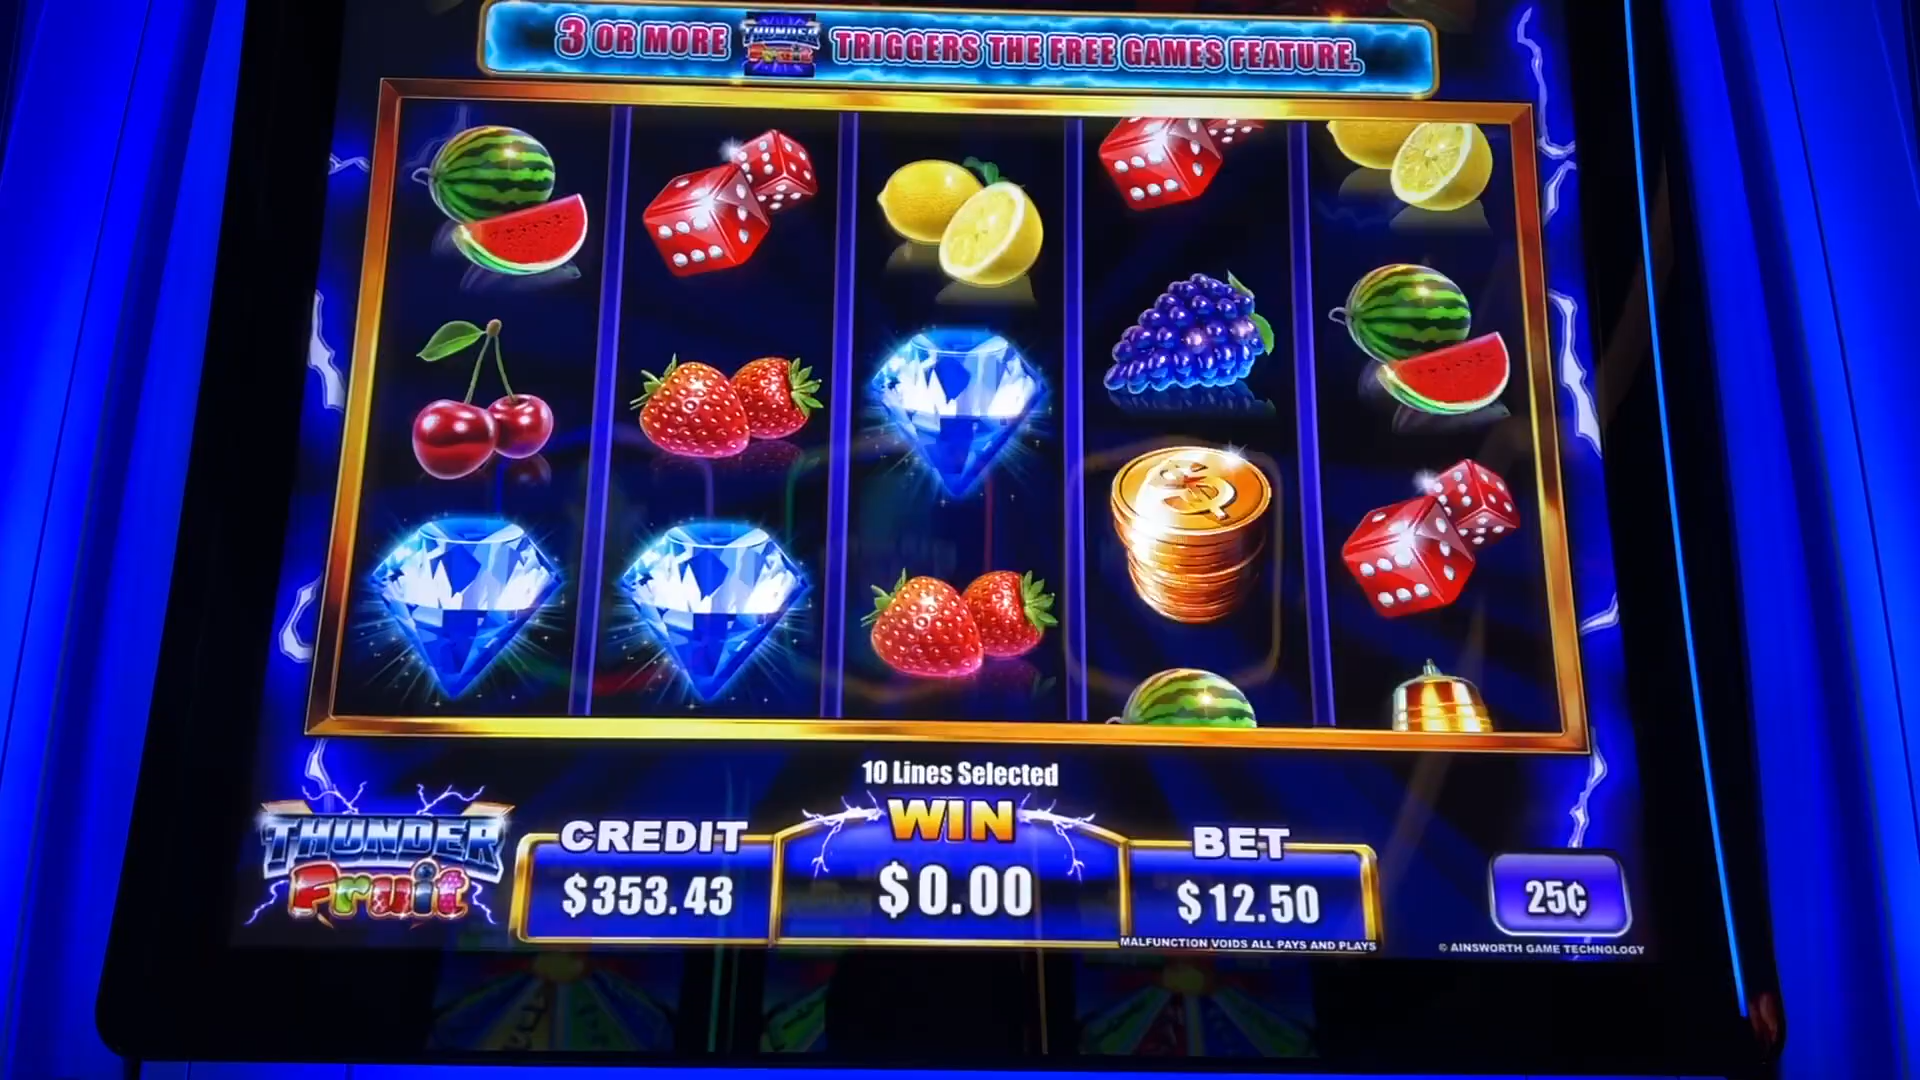 3 OR MORE THUNDER Fruit TRIGGERS THE FREE GAMES FEATURE.
10 Lines Selected
THUNDER
Fruit
CREDIT
$353.43
WIN
$0.00
BET
$12.50
25¢
MALFUNCTION VOIDS ALL PAYS AND PLAYS
© AINSWORTH GAME TECHNOLOGY